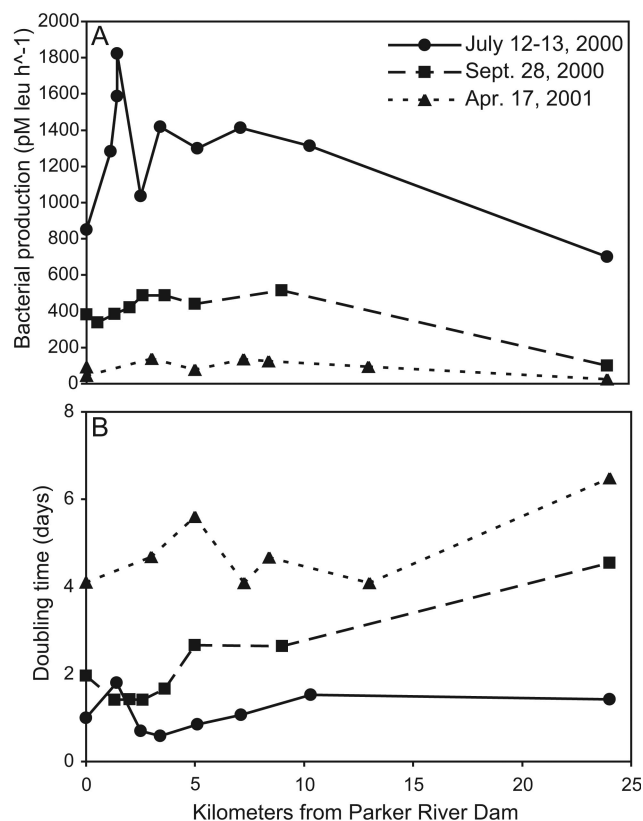 A
July 12-13, 2000
Sept. 28, 2000
Apr. 17, 2001
Bacterial production (pM leu h^-1)
2000
1800
1600
1400
1200
1000
800
600
400
200
0
B
Doubling time (days)
8
6
4
2
0
0 5 10 15 20 25
Kilometers from Parker River Dam